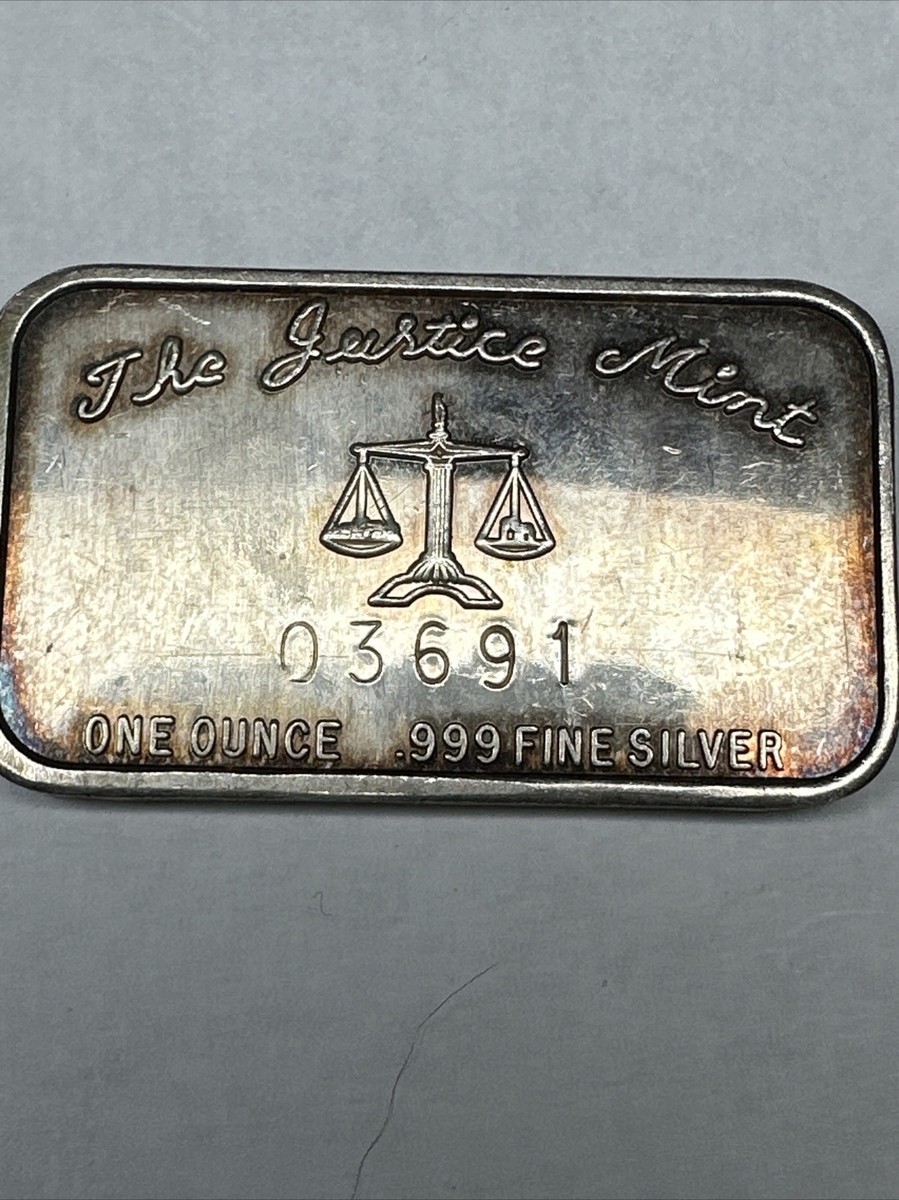 The Justice Mint
03691
ONE OUNCE .999 FINE SILVER